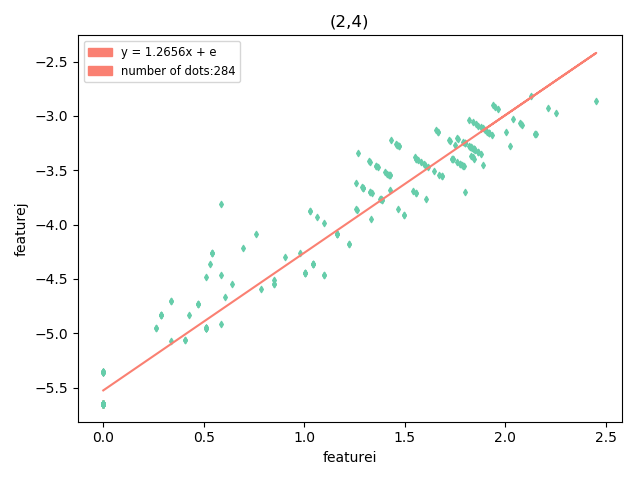 (2,4)
y = 1.2656x + e
number of dots:284
−2.5
−3.0
−3.5
−4.0
−4.5
−5.0
−5.5
featurej
0.0 0.5 1.0 1.5 2.0 2.5
featurei